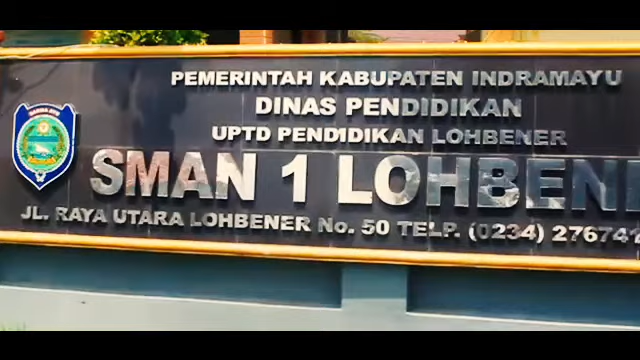 PEMERINTAH KABUPATEN INDRAMAYU
DINAS PENDIDIKAN
UPTD PENDIDIKAN LOHBENER
SMAN 1 LOHBEN
JL. RAYA UTARA LOHBENER No. 50 TELP. (0234) 27674